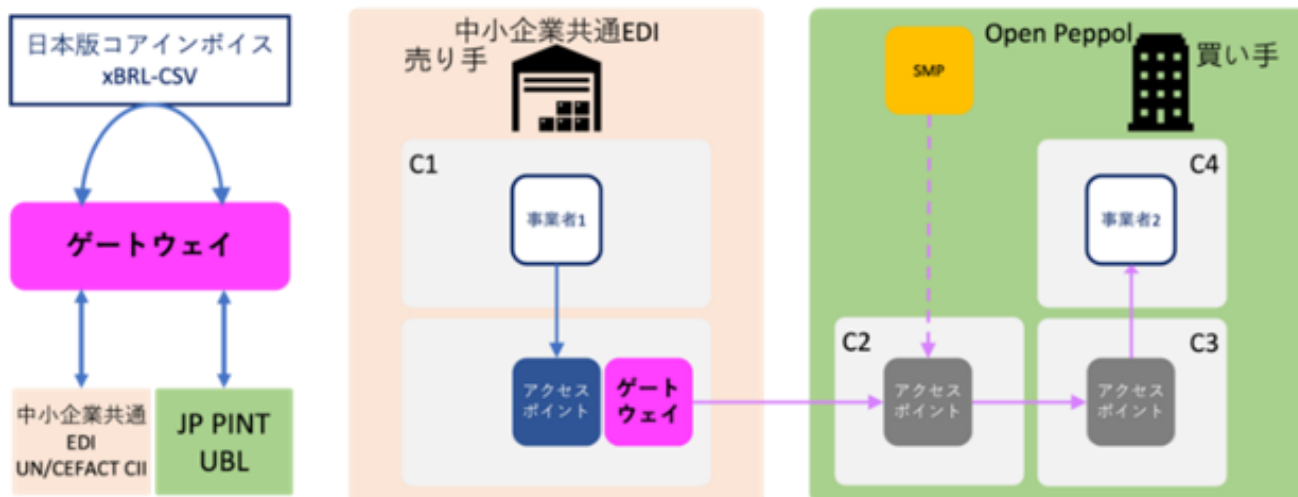 日本版コアインボイス
xBRL-CSV
ゲートウェイ
中小企業共通
EDI
UN/CEFACT CII
JP PINT
UBL
中小企業共通EDI
売り手
C1
事業者1
アクセス
ポイント
ゲート
ウェイ
Open Peppol
買い手
SMP
C4
事業者2
C2
アクセス
ポイント
C3
アクセス
ポイント